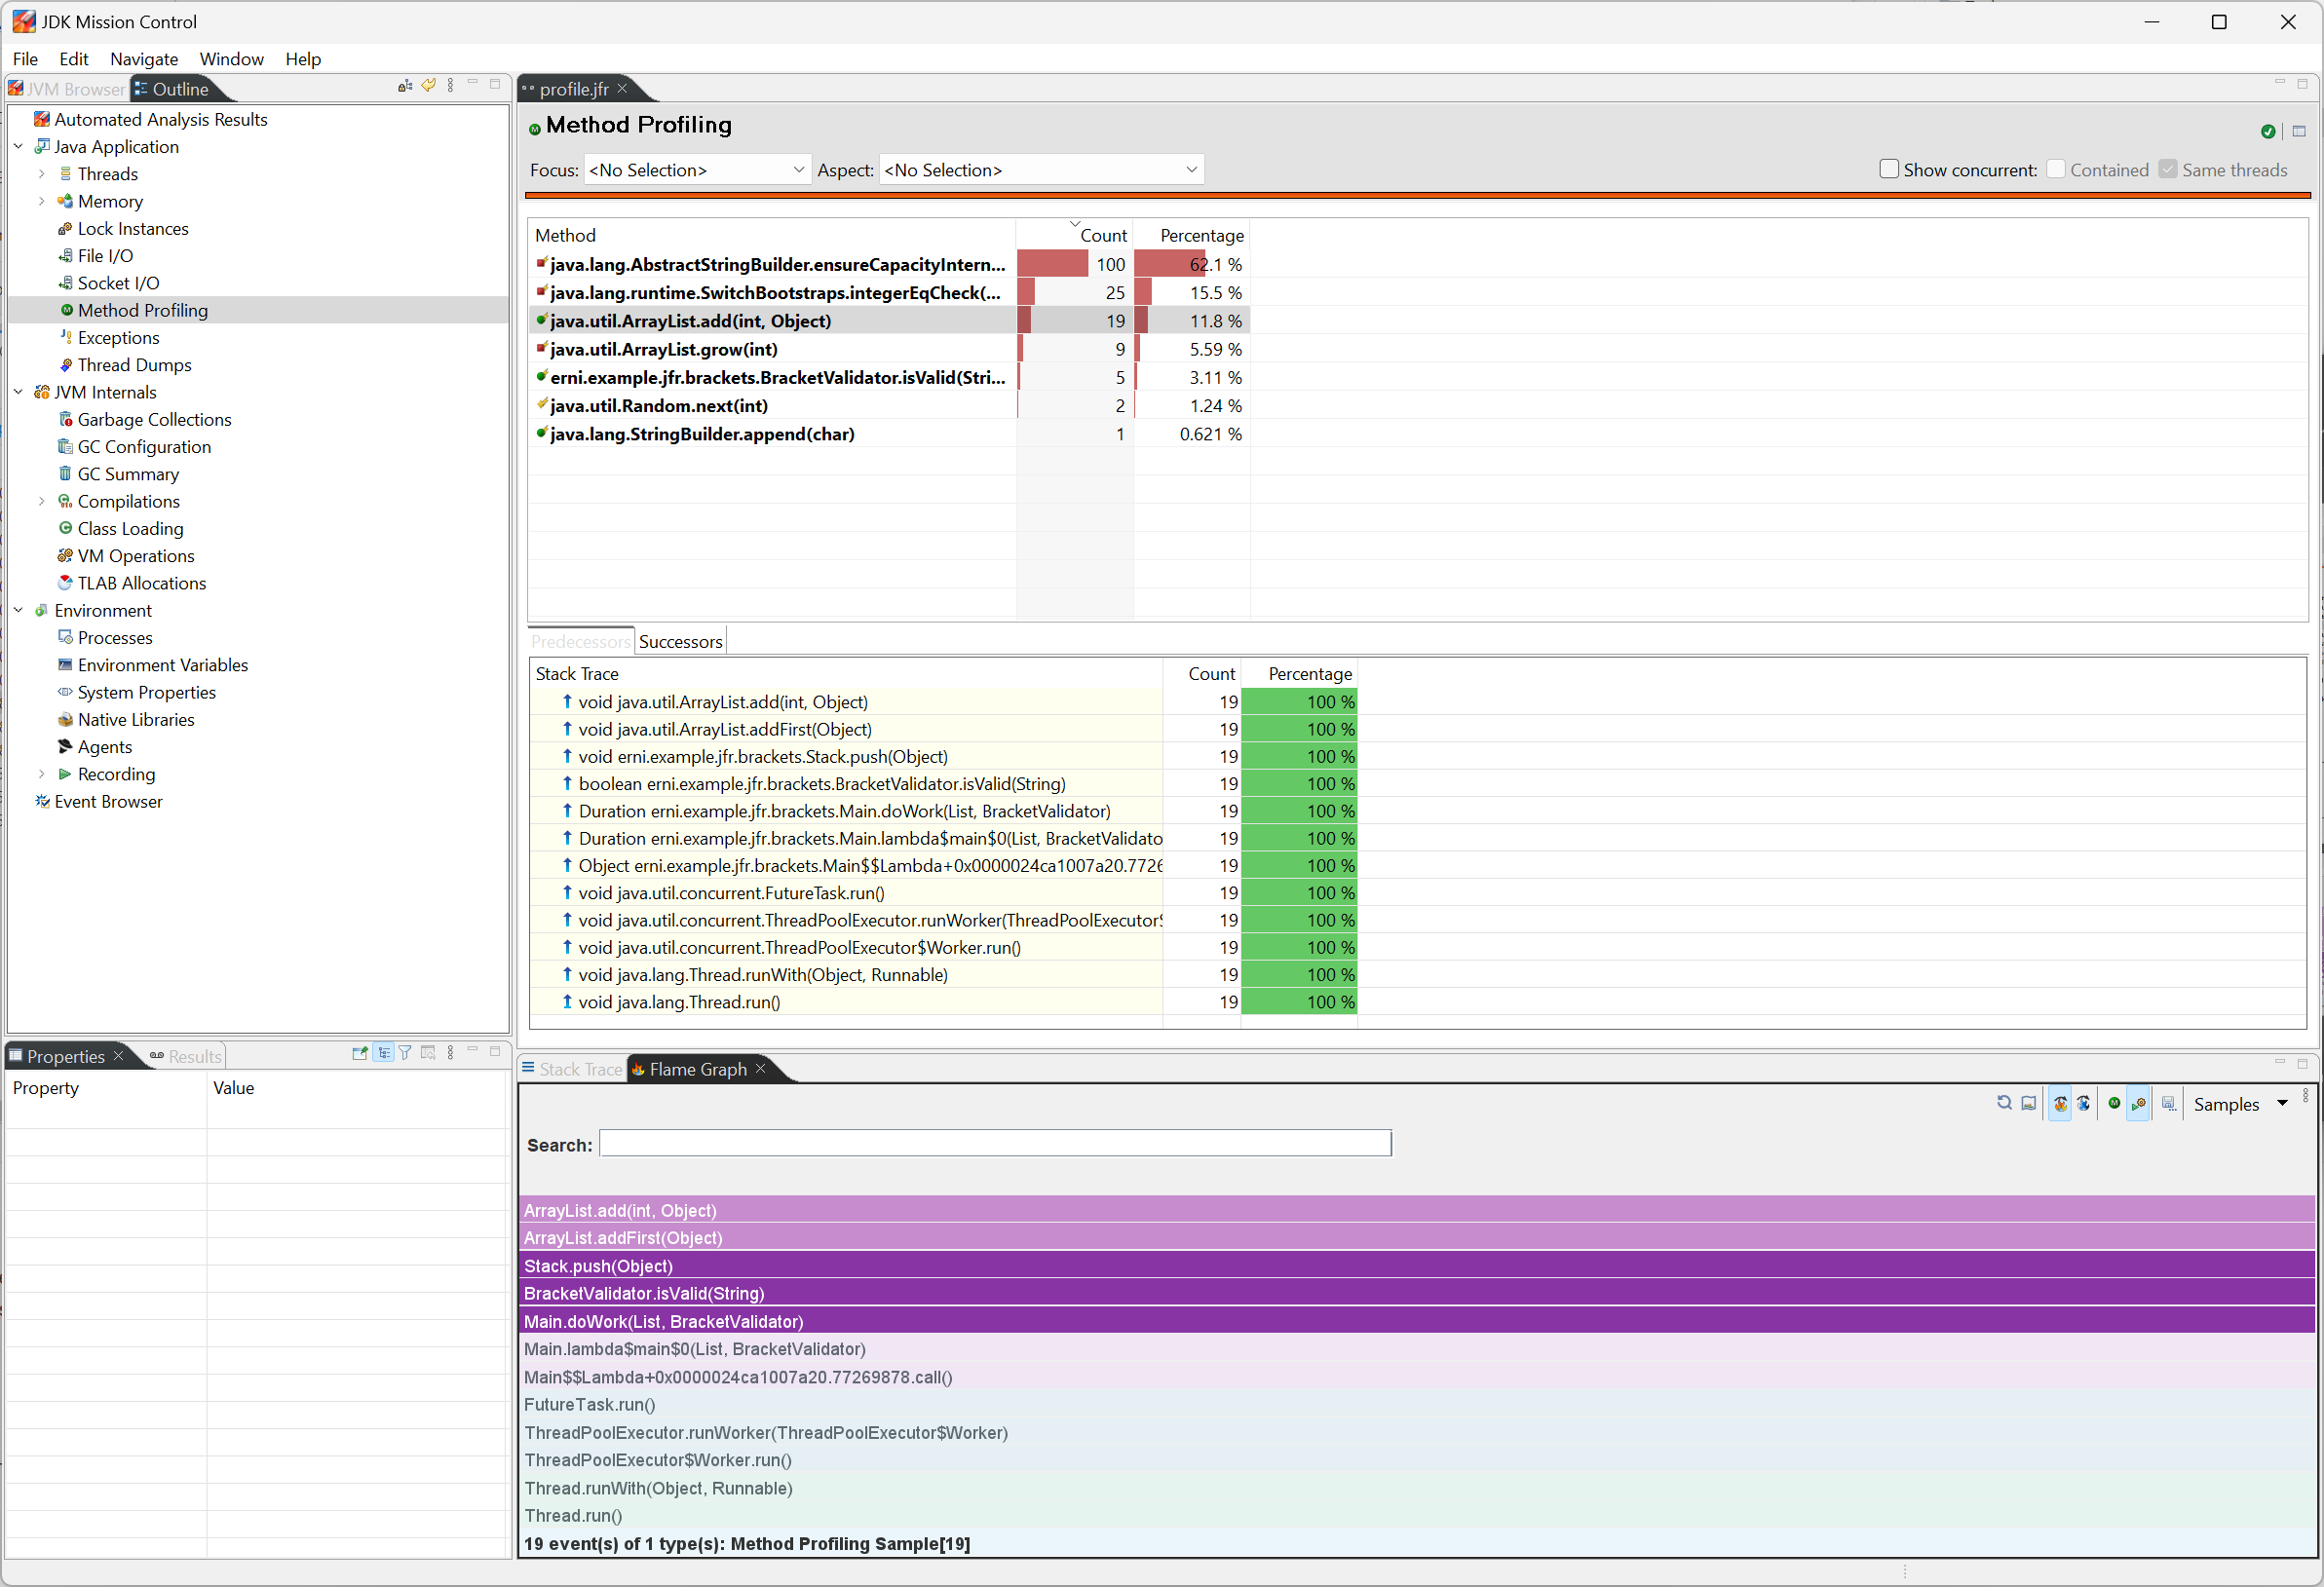 JDK Mission Control
File Edit Navigate Window Help
JVM Browser Outline
Automated Analysis Results
Java Application
Threads
Memory
Lock Instances
File I/O
Socket I/O
Method Profiling
Exceptions
Thread Dumps
JVM Internals
Garbage Collections
GC Configuration
GC Summary
Compilations
Class Loading
VM Operations
TLAB Allocations
Environment
Processes
Environment Variables
System Properties
Native Libraries
Agents
Recording
Event Browser
profile.jfr
Method Profiling
Focus: <No Selection> Aspect: <No Selection> Show concurrent: Contained Same threads
Method Count Percentage
java.lang.AbstractStringBuilder.ensureCapacityIntern... 100 62.1 %
java.lang.runtime.SwitchBootstraps.integerEqCheck(... 25 15.5 %
java.util.ArrayList.add(int, Object) 19 11.8 %
java.util.ArrayList.grow(int) 9 5.59 %
erni.example.jfr.brackets.BracketValidator.isValid(Stri... 5 3.11 %
java.util.Random.next(int) 2 1.24 %
java.lang.StringBuilder.append(char) 1 0.621 %
Predecessors Successors
Stack Trace Count Percentage
void java.util.ArrayList.add(int, Object) 19 100 %
void java.util.ArrayList.addFirst(Object) 19 100 %
void erni.example.jfr.brackets.Stack.push(Object) 19 100 %
boolean erni.example.jfr.brackets.BracketValidator.isValid(String) 19 100 %
Duration erni.example.jfr.brackets.Main.doWork(List, BracketValidator) 19 100 %
Duration erni.example.jfr.brackets.Main.lambda$main$0(List, BracketValidato 19 100 %
Object erni.example.jfr.brackets.Main$$Lambda+0x0000024ca1007a20.7726 19 100 %
void java.util.concurrent.FutureTask.run() 19 100 %
void java.util.concurrent.ThreadPoolExecutor.runWorker(ThreadPoolExecutor$ 19 100 %
void java.util.concurrent.ThreadPoolExecutor$Worker.run() 19 100 %
void java.lang.Thread.runWith(Object, Runnable) 19 100 %
void java.lang.Thread.run() 19 100 %
Properties Results
Property Value
Stack Trace Flame Graph
Samples
Search:
ArrayList.add(int, Object)
ArrayList.addFirst(Object)
Stack.push(Object)
BracketValidator.isValid(String)
Main.doWork(List, BracketValidator)
Main.lambda$main$0(List, BracketValidator)
Main$$Lambda+0x0000024ca1007a20.77269878.call()
FutureTask.run()
ThreadPoolExecutor.runWorker(ThreadPoolExecutor$Worker)
ThreadPoolExecutor$Worker.run()
Thread.runWith(Object, Runnable)
Thread.run()
19 event(s) of 1 type(s): Method Profiling Sample[19]